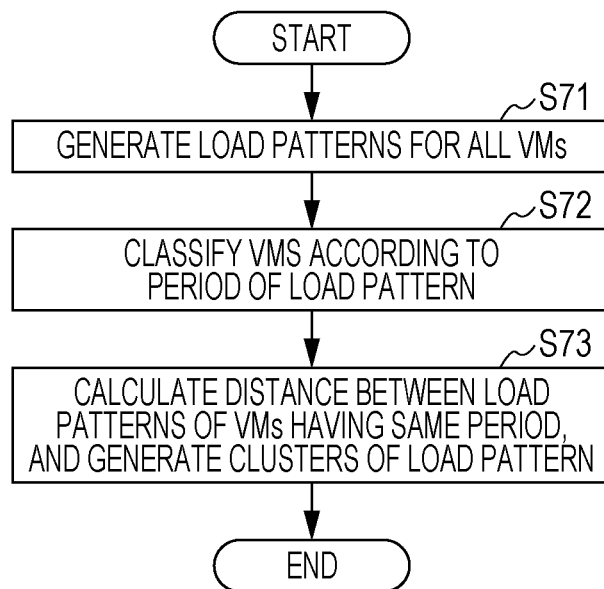 START
S71
GENERATE LOAD PATTERNS FOR ALL VMs
S72
CLASSIFY VMS ACCORDING TO
PERIOD OF LOAD PATTERN
S73
CALCULATE DISTANCE BETWEEN LOAD
PATTERNS OF VMs HAVING SAME PERIOD,
AND GENERATE CLUSTERS OF LOAD PATTERN
END